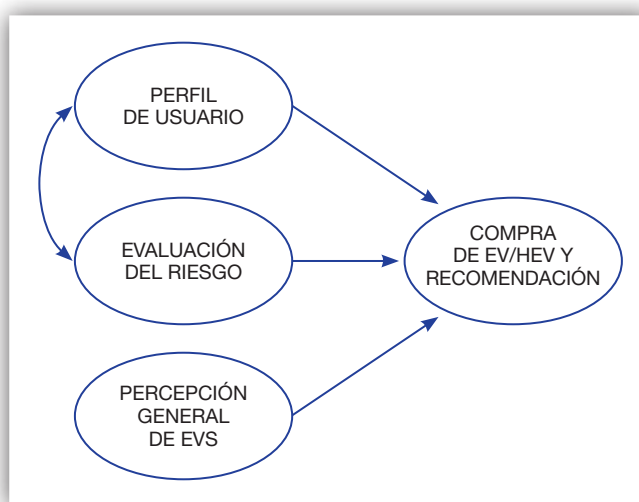 PERFIL
DE USUARIO
EVALUACIÓN
DEL RIESGO
PERCEPCIÓN
GENERAL
DE EVS
COMPRA
DE EV/HEV Y
RECOMENDACIÓN